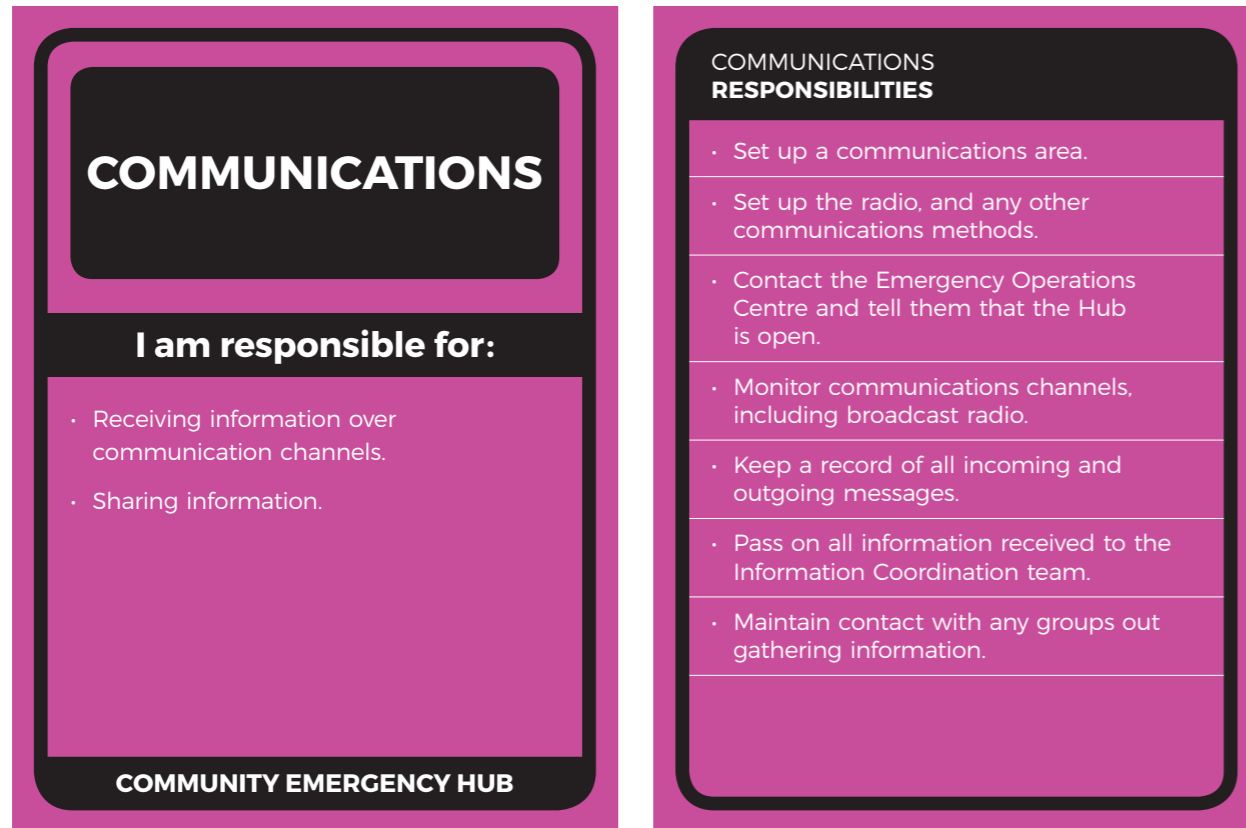 COMMUNICATIONS
I am responsible for:
• Receiving information over
communication channels.
• Sharing information.
COMMUNITY EMERGENCY HUB
COMMUNICATIONS
RESPONSIBILITIES
• Set up a communications area.
• Set up the radio, and any other
communications methods.
• Contact the Emergency Operations
Centre and tell them that the Hub
is open.
• Monitor communications channels,
including broadcast radio.
• Keep a record of all incoming and
outgoing messages.
• Pass on all information received to the
Information Coordination team.
• Maintain contact with any groups out
gathering information.